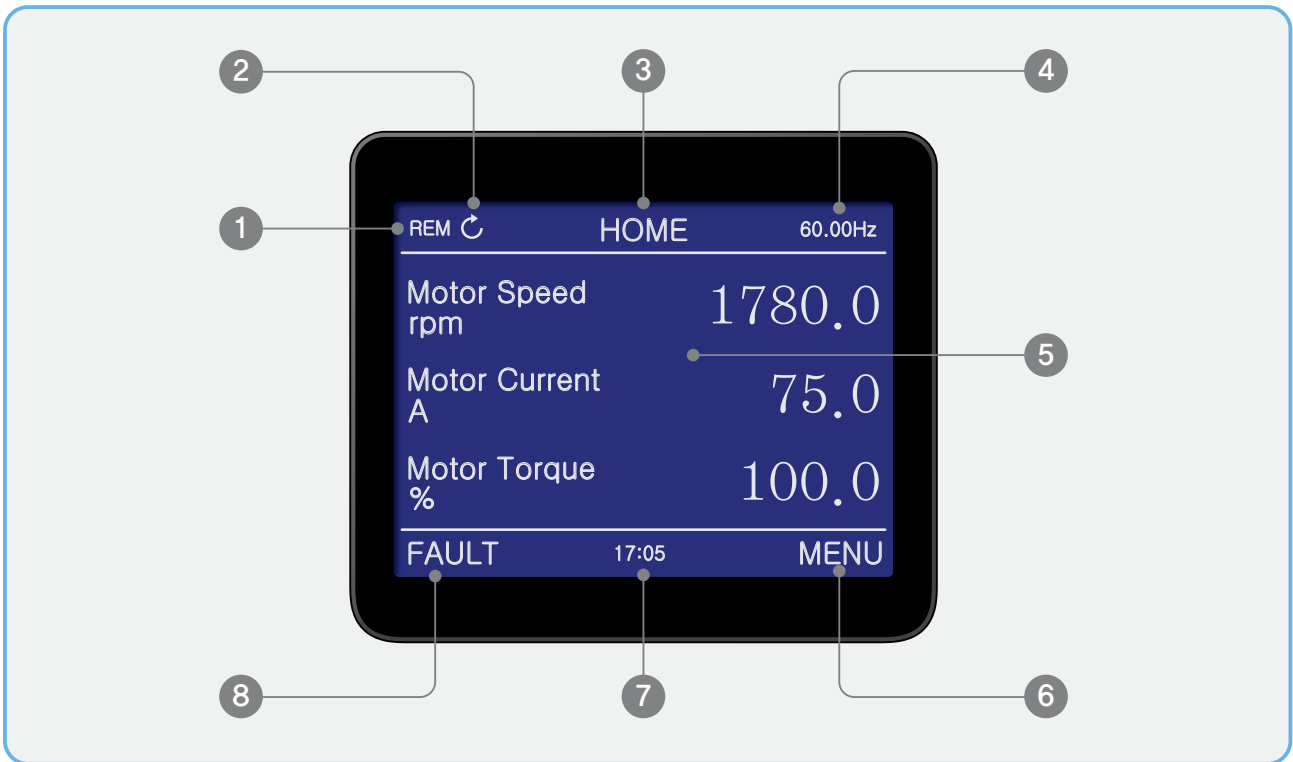 2 3 4
1 REM HOME 60.00Hz
Motor Speed 1780.0
rpm
5
Motor Current 75.0
A
Motor Torque 100.0
%
FAULT 17:05 MENU
8 7 6